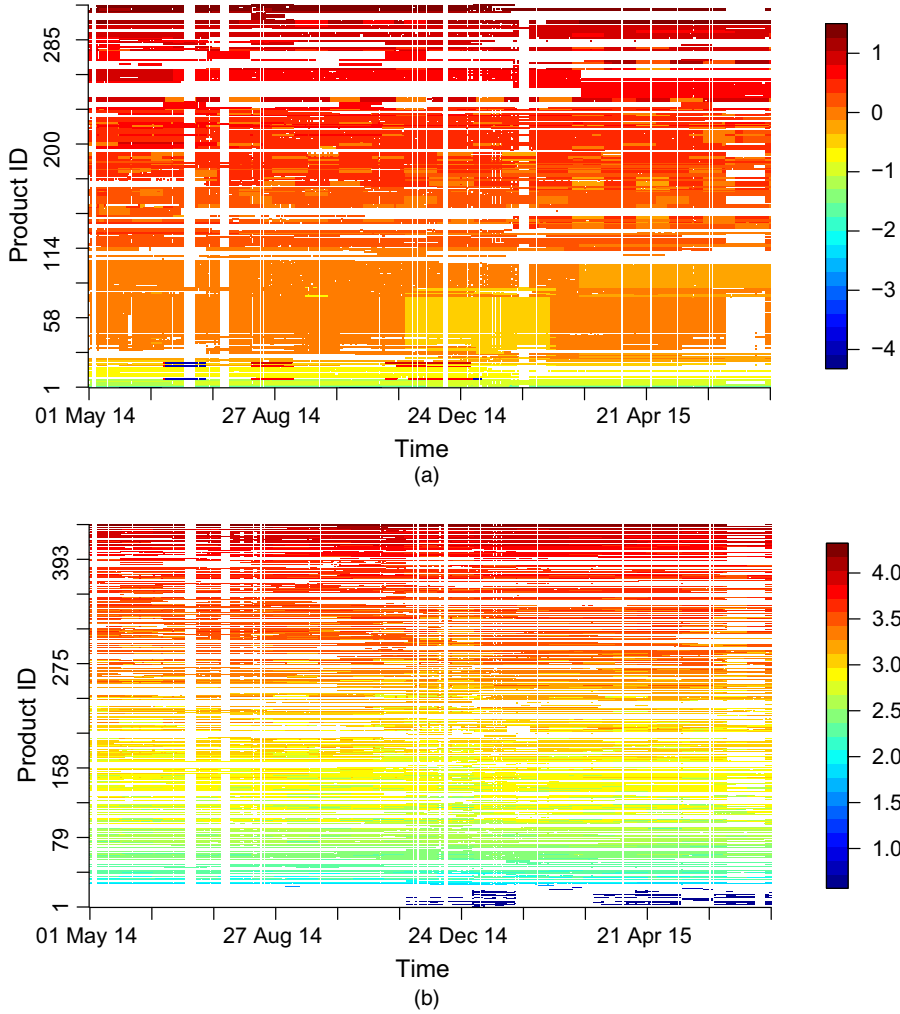 285
200
114
58
1
Product ID
01 May 14
27 Aug 14
24 Dec 14
21 Apr 15
Time
(a)
1
0
−1
−2
−3
−4
393
275
158
79
1
Product ID
01 May 14
27 Aug 14
24 Dec 14
21 Apr 15
Time
(b)
4.0
3.5
3.0
2.5
2.0
1.5
1.0